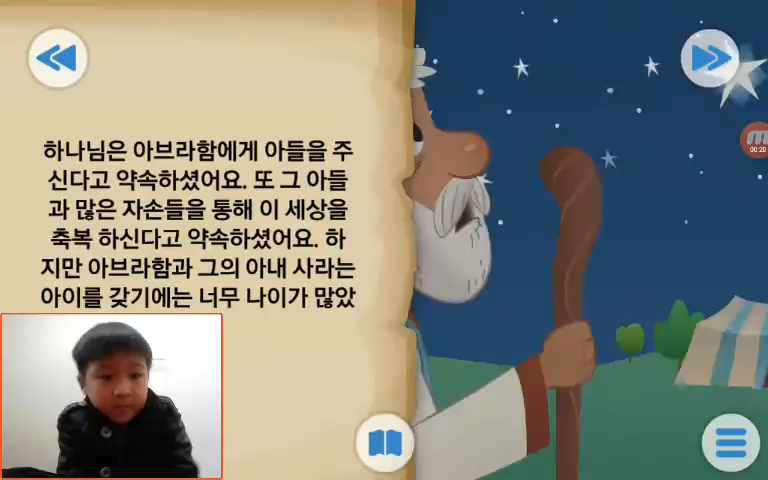 하나님은 아브라함에게 아들을 주
신다고 약속하셨어요. 또 그 아들
과 많은 자손들을 통해 이 세상을
축복 하신다고 약속하셨어요. 하
지만 아브라함과 그의 아내 사라는
아이를 갖기에는 너무 나이가 많았
00:20